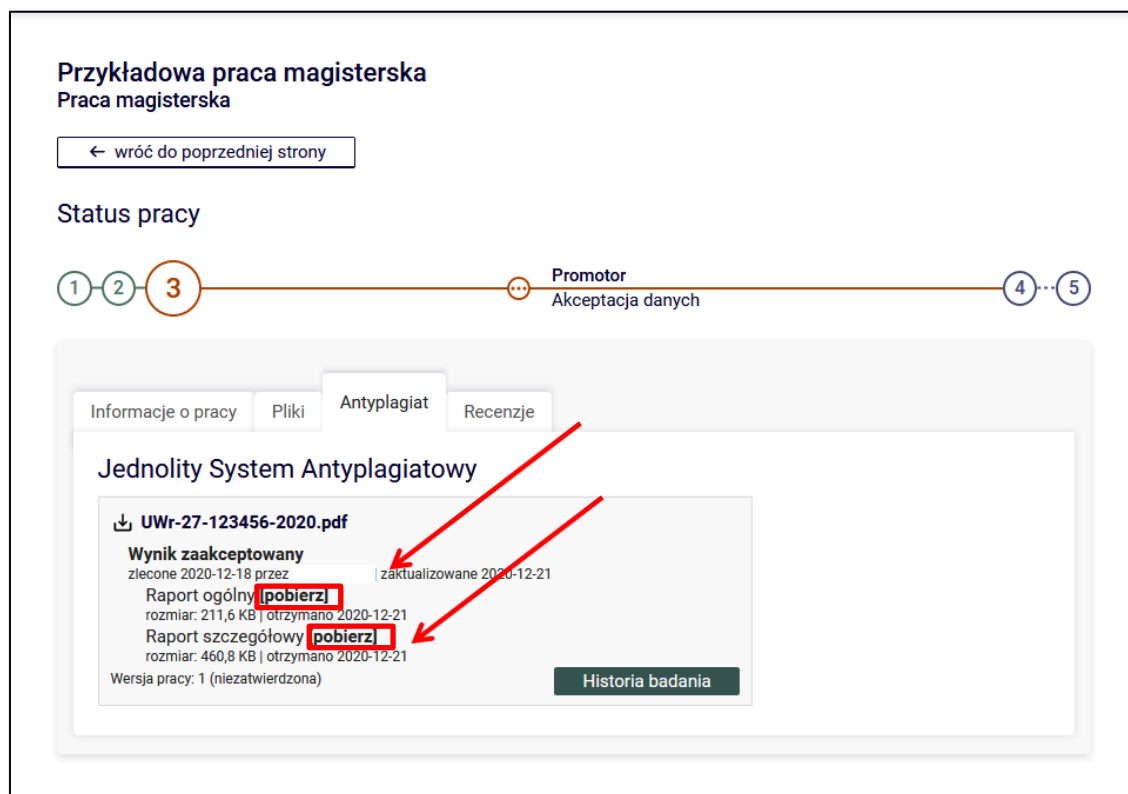 Przykładowa praca magisterska
Praca magisterska
← wróć do poprzedniej strony
Status pracy
1 2 3 Promotor 4 5
Akceptacja danych
Informacje o pracy Pliki Antyplagiat Recenzje
Jednolity System Antyplagiatowy
UWr-27-123456-2020.pdf
Wynik zaakceptowany
zlecone 2020-12-18 przez | zaktualizowane 2020-12-21
Raport ogólny [pobierz]
rozmiar: 211,6 KB | otrzymano 2020-12-21
Raport szczegółowy [pobierz]
rozmiar: 460,8 KB | otrzymano 2020-12-21
Wersja pracy: 1 (niezatwierdzona)
Historia badania